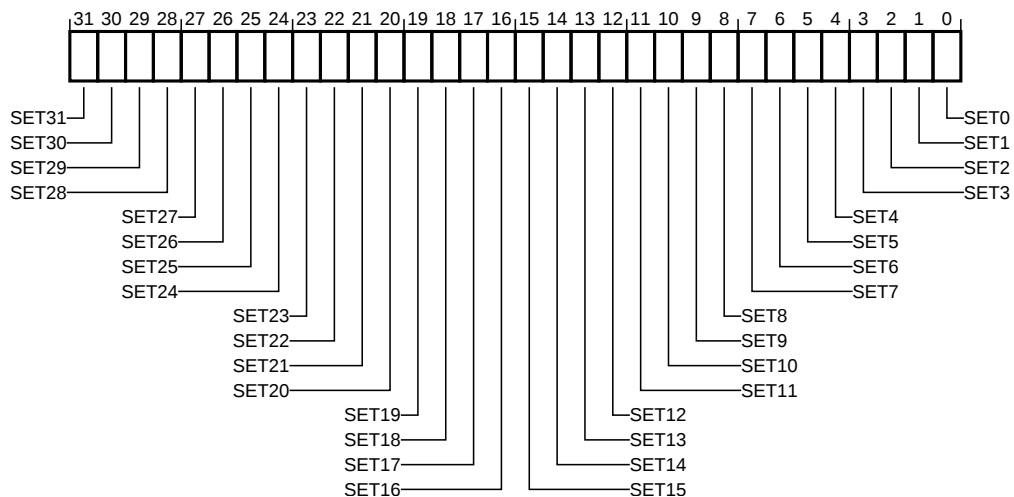 31 30 29 28 27 26 25 24 23 22 21 20 19 18 17 16 15 14 13 12 11 10 9 8 7 6 5 4 3 2 1 0
SET31 SET0
SET30 SET1
SET29 SET2
SET28 SET3
SET27 SET4
SET26 SET5
SET25 SET6
SET24 SET7
SET23 SET8
SET22 SET9
SET21 SET10
SET20 SET11
SET19 SET12
SET18 SET13
SET17 SET14
SET16 SET15